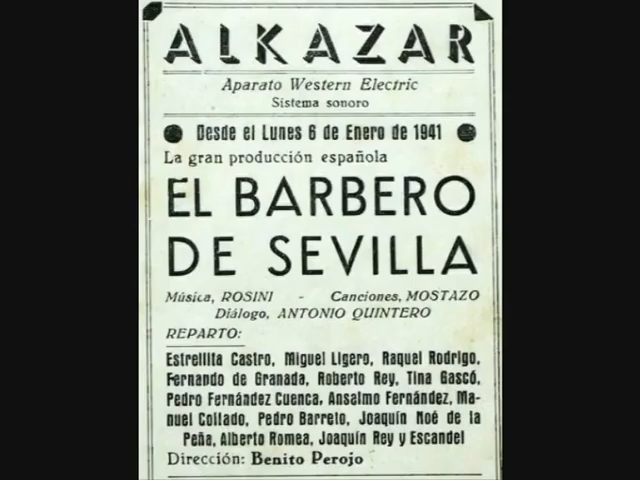 ALKAZAR
Aparato Western Electric
Sistema sonoro
Desde el Lunes 6 de Enero de 1941
La gran producción española
EL BARBERO
DE SEVILLA
Música, ROSINI - Canciones, MOSTAZO
Diálogo, ANTONIO QUINTERO
REPARTO:
Estrellita Castro, Miguel Ligero, Raquel Rodrigo,
Fernando de Granada, Roberto Rey, Tina Gascó,
Pedro Fernández Cuenca, Ansalmo Fernández, Ma-
nuel Collado, Pedro Barreto, Joaquín Noé de la
Peña, Alberto Romea, Joaquín Rey y Escandel
Dirección: Benito Perojo